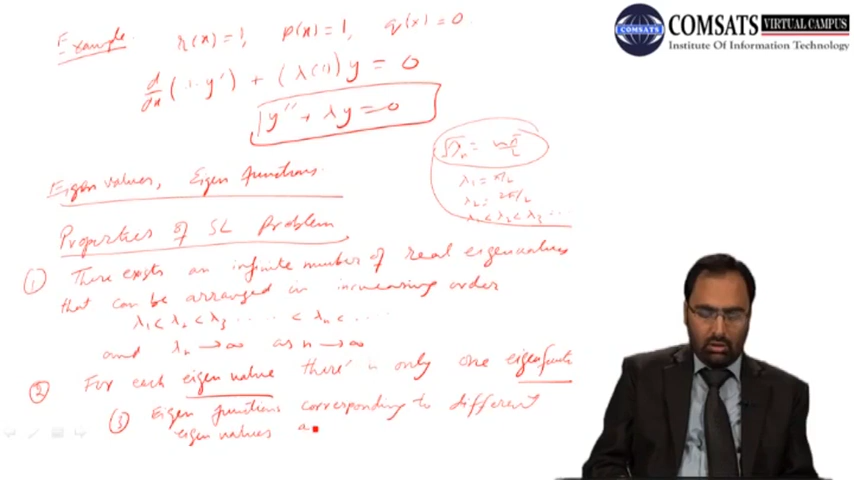 COMSATS VIRTUAL CAMPUS
Institute Of Information Technology
Example r(x)=1, p(x)=1, q(x)=0.
d/dx (1·y') + (λ(1))y = 0
y'' + λy = 0
√λₙ = nπ/L
λ₁ = π/L
λ₂ = 2π/L
λ₁ < λ₂ < λ₃ ...
Eigen values, Eigen functions.
Properties of SL Problem
① There exists an infinite number of real eigenvalues
that can be arranged in increasing order
λ₁ < λ₂ < λ₃ .... < λₙ < ...
and λₙ → ∞ as n → ∞
② For each eigen value there is only one
③ Eigen functions corresponding to different
eigen values a